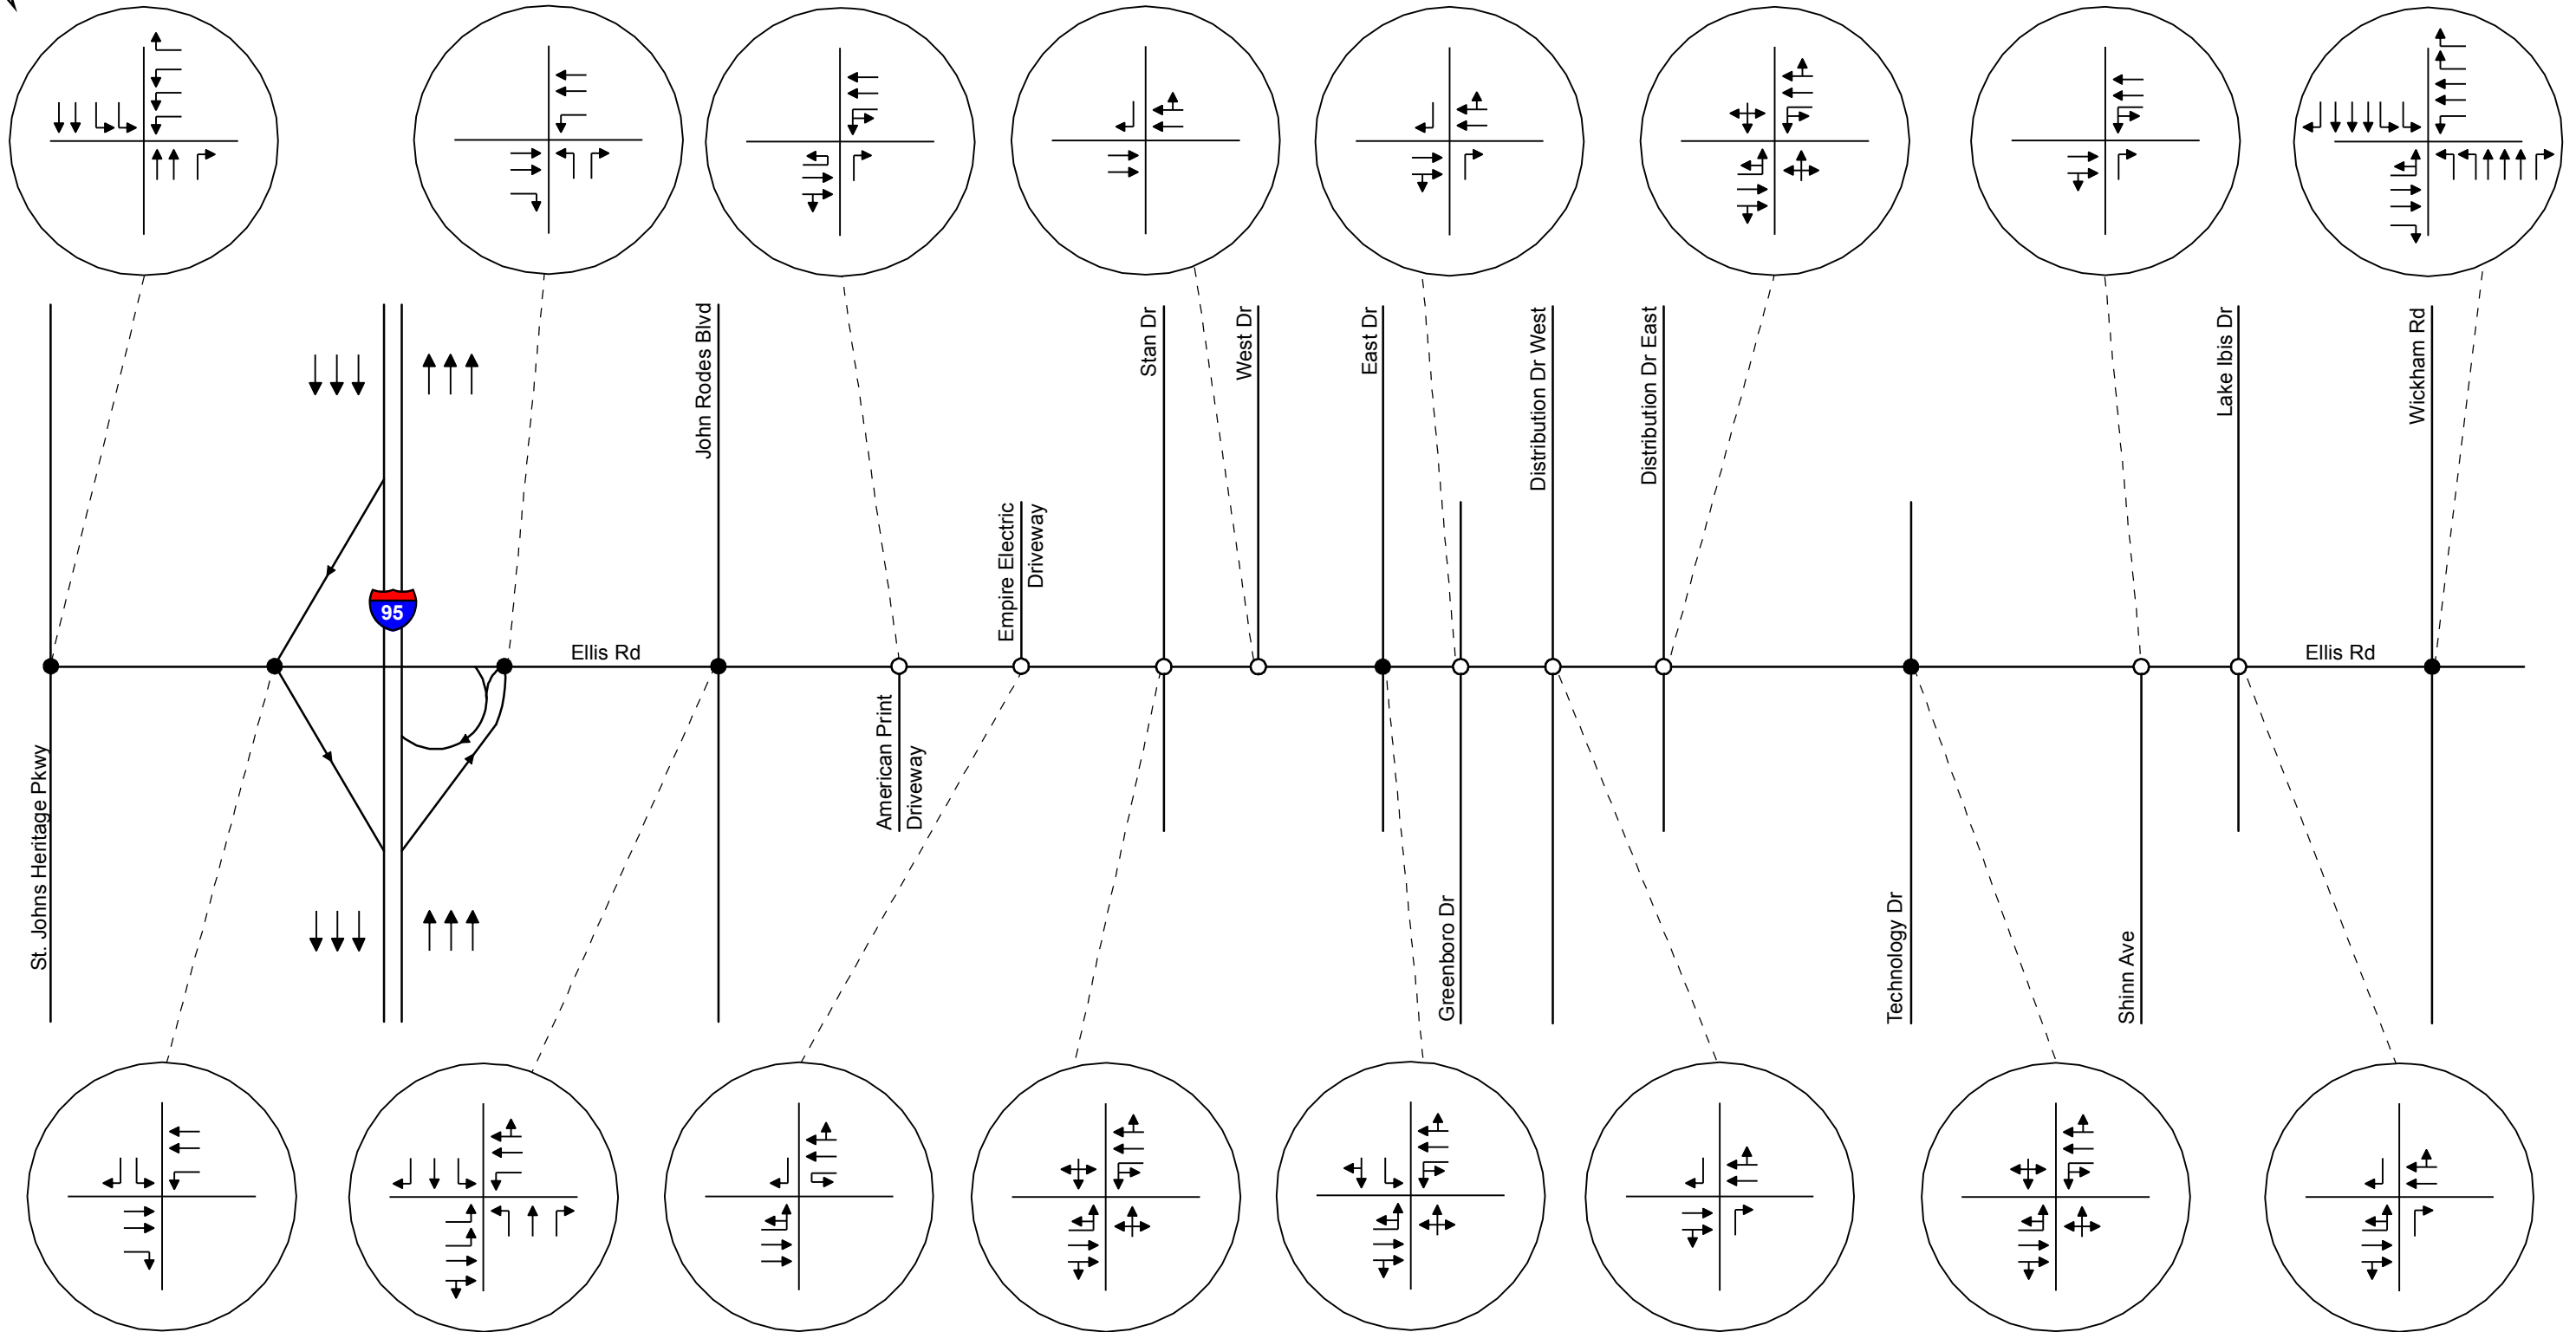 John Rodes Blvd
Stan Dr
West Dr
East Dr
Distribution Dr West
Distribution Dr East
Lake Ibis Dr
Wickham Rd
Empire Electric
Driveway
95
Ellis Rd
Ellis Rd
St. Johns Heritage Pkwy
American Print
Driveway
Greenboro Dr
Technology Dr
Shinn Ave